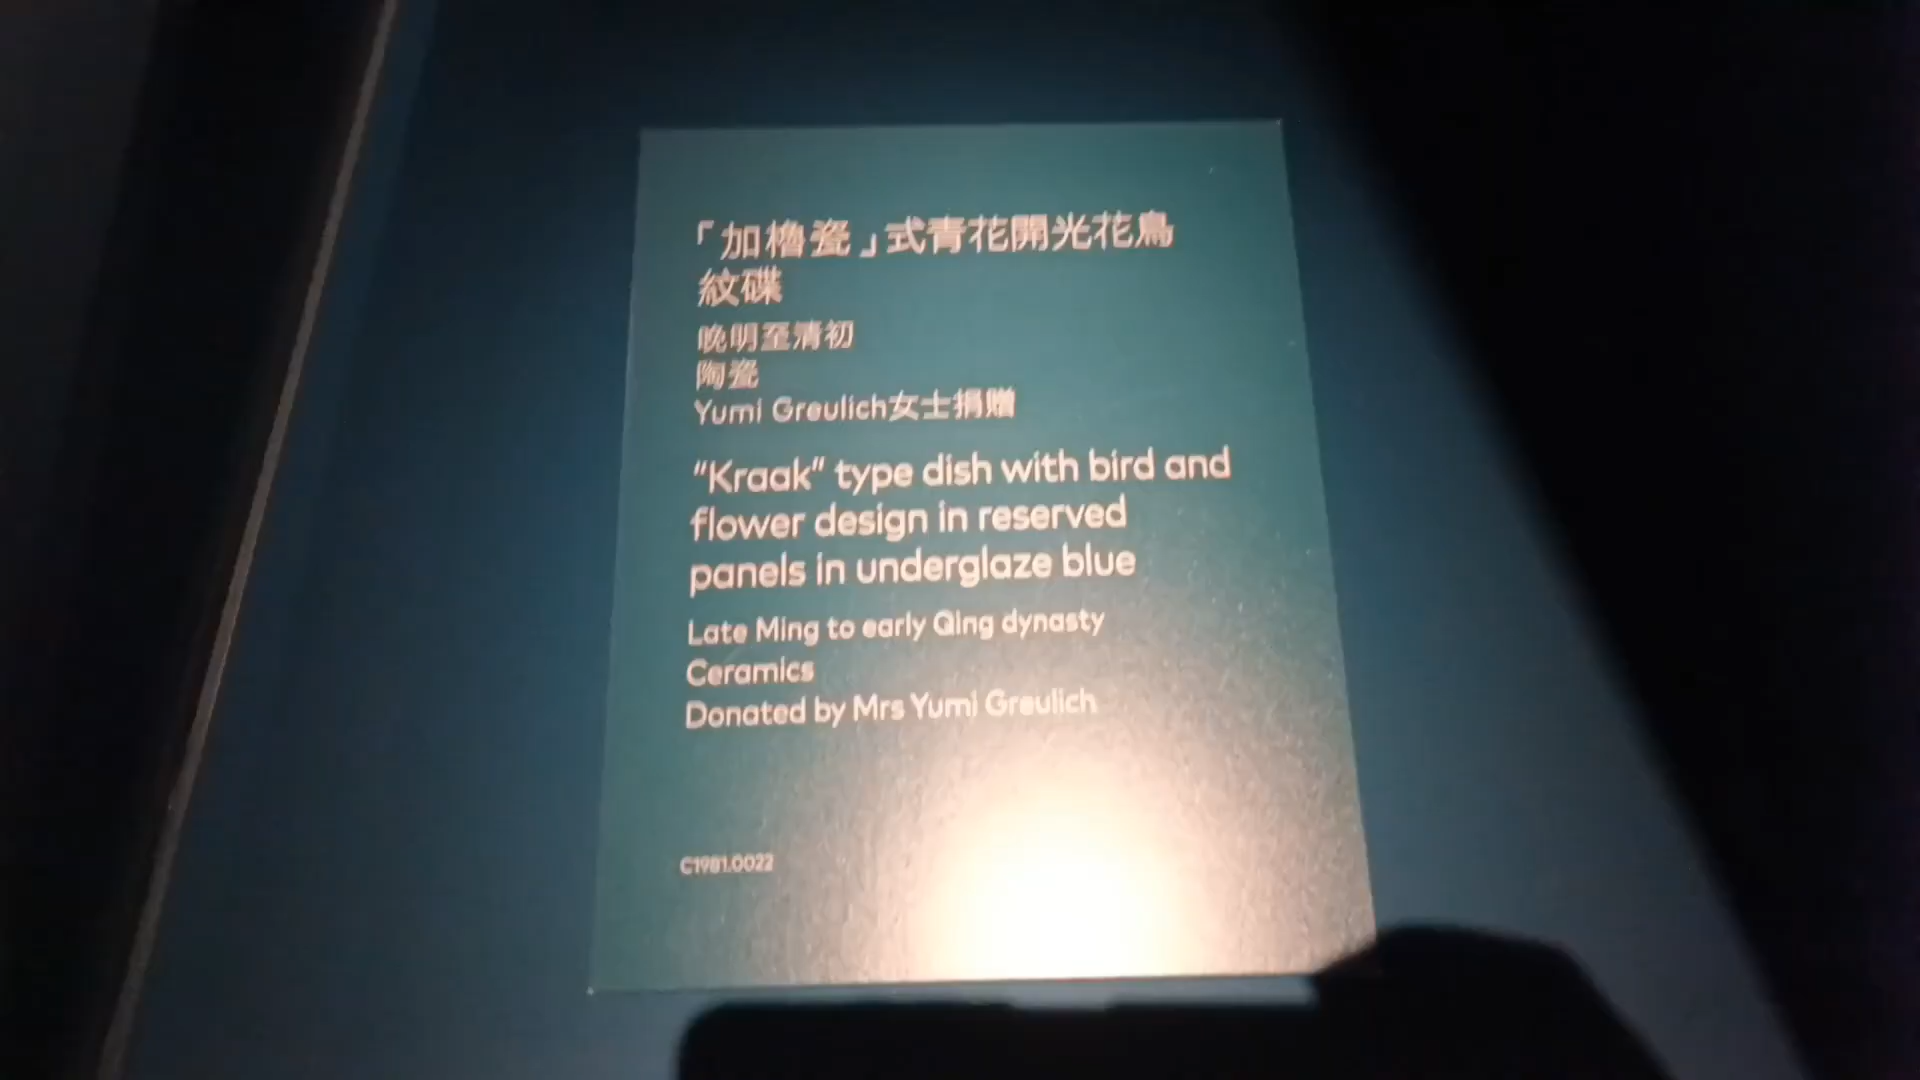 「加櫓瓷」式青花開光花鳥
紋碟
晚明至清初
陶瓷
Yumi Greulich女士捐贈
“Kraak” type dish with bird and
flower design in reserved
panels in underglaze blue
Late Ming to early Qing dynasty
Ceramics
Donated by Mrs Yumi Greulich
C1981.0022